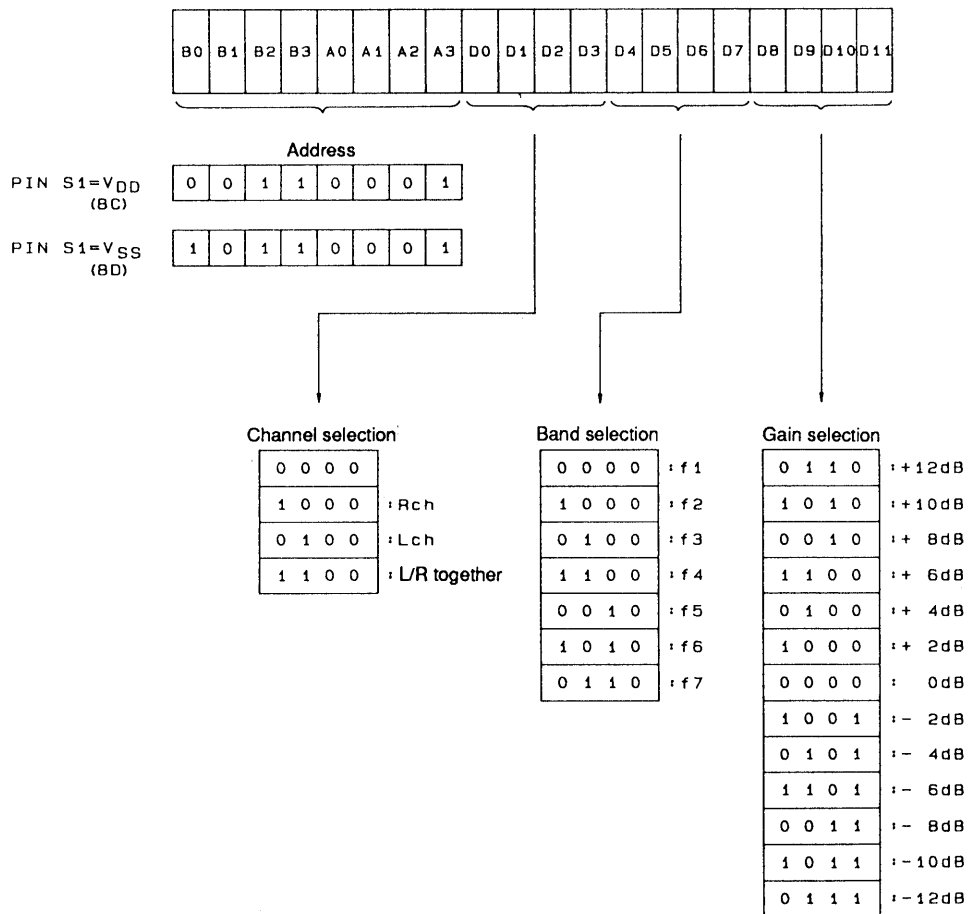 B0 B1 B2 B3 A0 A1 A2 A3 D0 D1 D2 D3 D4 D5 D6 D7 D8 D9 D10 D11
Address
PIN S1=VDD 0 0 1 1 0 0 0 1
(8C)
PIN S1=VSS 1 0 1 1 0 0 0 1
(8D)
Channel selection Band selection Gain selection
0 0 0 0 0 0 0 0 :f1 0 1 1 0 :+12dB
1 0 0 0 :Rch 1 0 0 0 :f2 1 0 1 0 :+10dB
0 1 0 0 :Lch 0 1 0 0 :f3 0 0 1 0 :+ 8dB
1 1 0 0 :L/R together 1 1 0 0 :f4 1 1 0 0 :+ 6dB
0 0 1 0 :f5 0 1 0 0 :+ 4dB
1 0 1 0 :f6 1 0 0 0 :+ 2dB
0 1 1 0 :f7 0 0 0 0 : 0dB
1 0 0 1 :- 2dB
0 1 0 1 :- 4dB
1 1 0 1 :- 6dB
0 0 1 1 :- 8dB
1 0 1 1 :-10dB
0 1 1 1 :-12dB